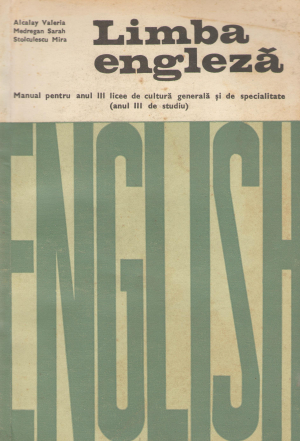 Alcalay Valeria
Medregan Sarah
Stoiculescu Mira
Limba
engleză
Manual pentru anul III licee de cultură generală și de specialitate
(anul III de studiu)
ENGLISH